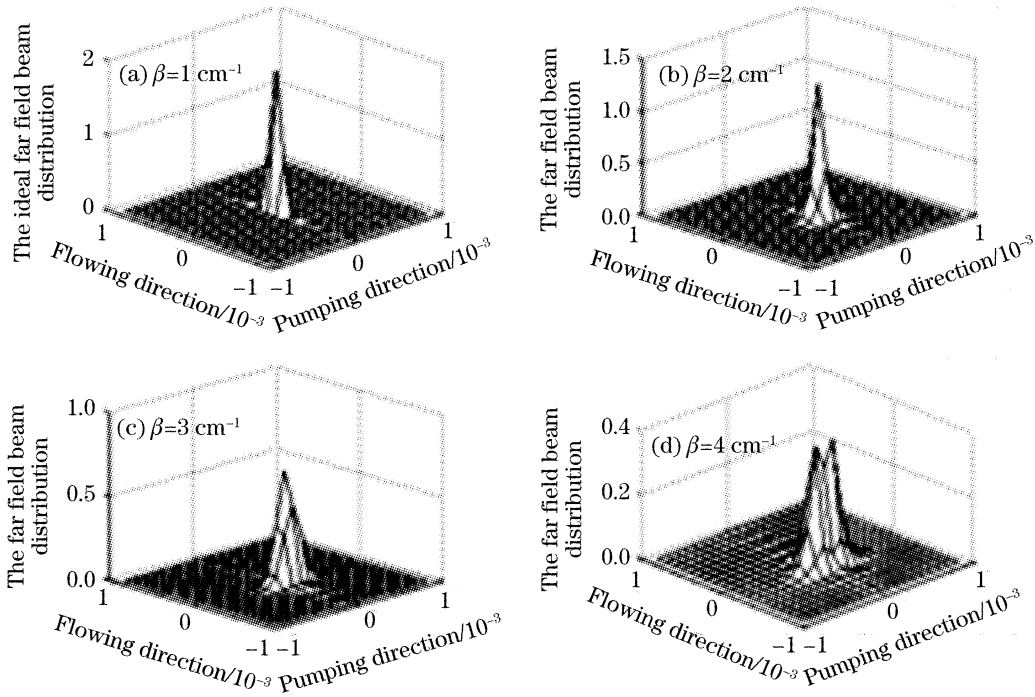 The ideal far field beam
distribution
2
1
0
(a) β=1 cm⁻¹
1
0
−1
−1
0
1
Flowing direction/10⁻³
Pumping direction/10⁻³
The far field beam
distribution
1.5
1.0
0.5
0.0
(b) β=2 cm⁻¹
1
0
−1
−1
0
1
Flowing direction/10⁻³
Pumping direction/10⁻³
The far field beam
distribution
1.0
0.5
0.0
(c) β=3 cm⁻¹
1
0
−1
−1
0
1
Flowing direction/10⁻³
Pumping direction/10⁻³
The far field beam
distribution
0.4
0.2
0.0
(d) β=4 cm⁻¹
1
0
−1
−1
0
1
Flowing direction/10⁻³
Pumping direction/10⁻³